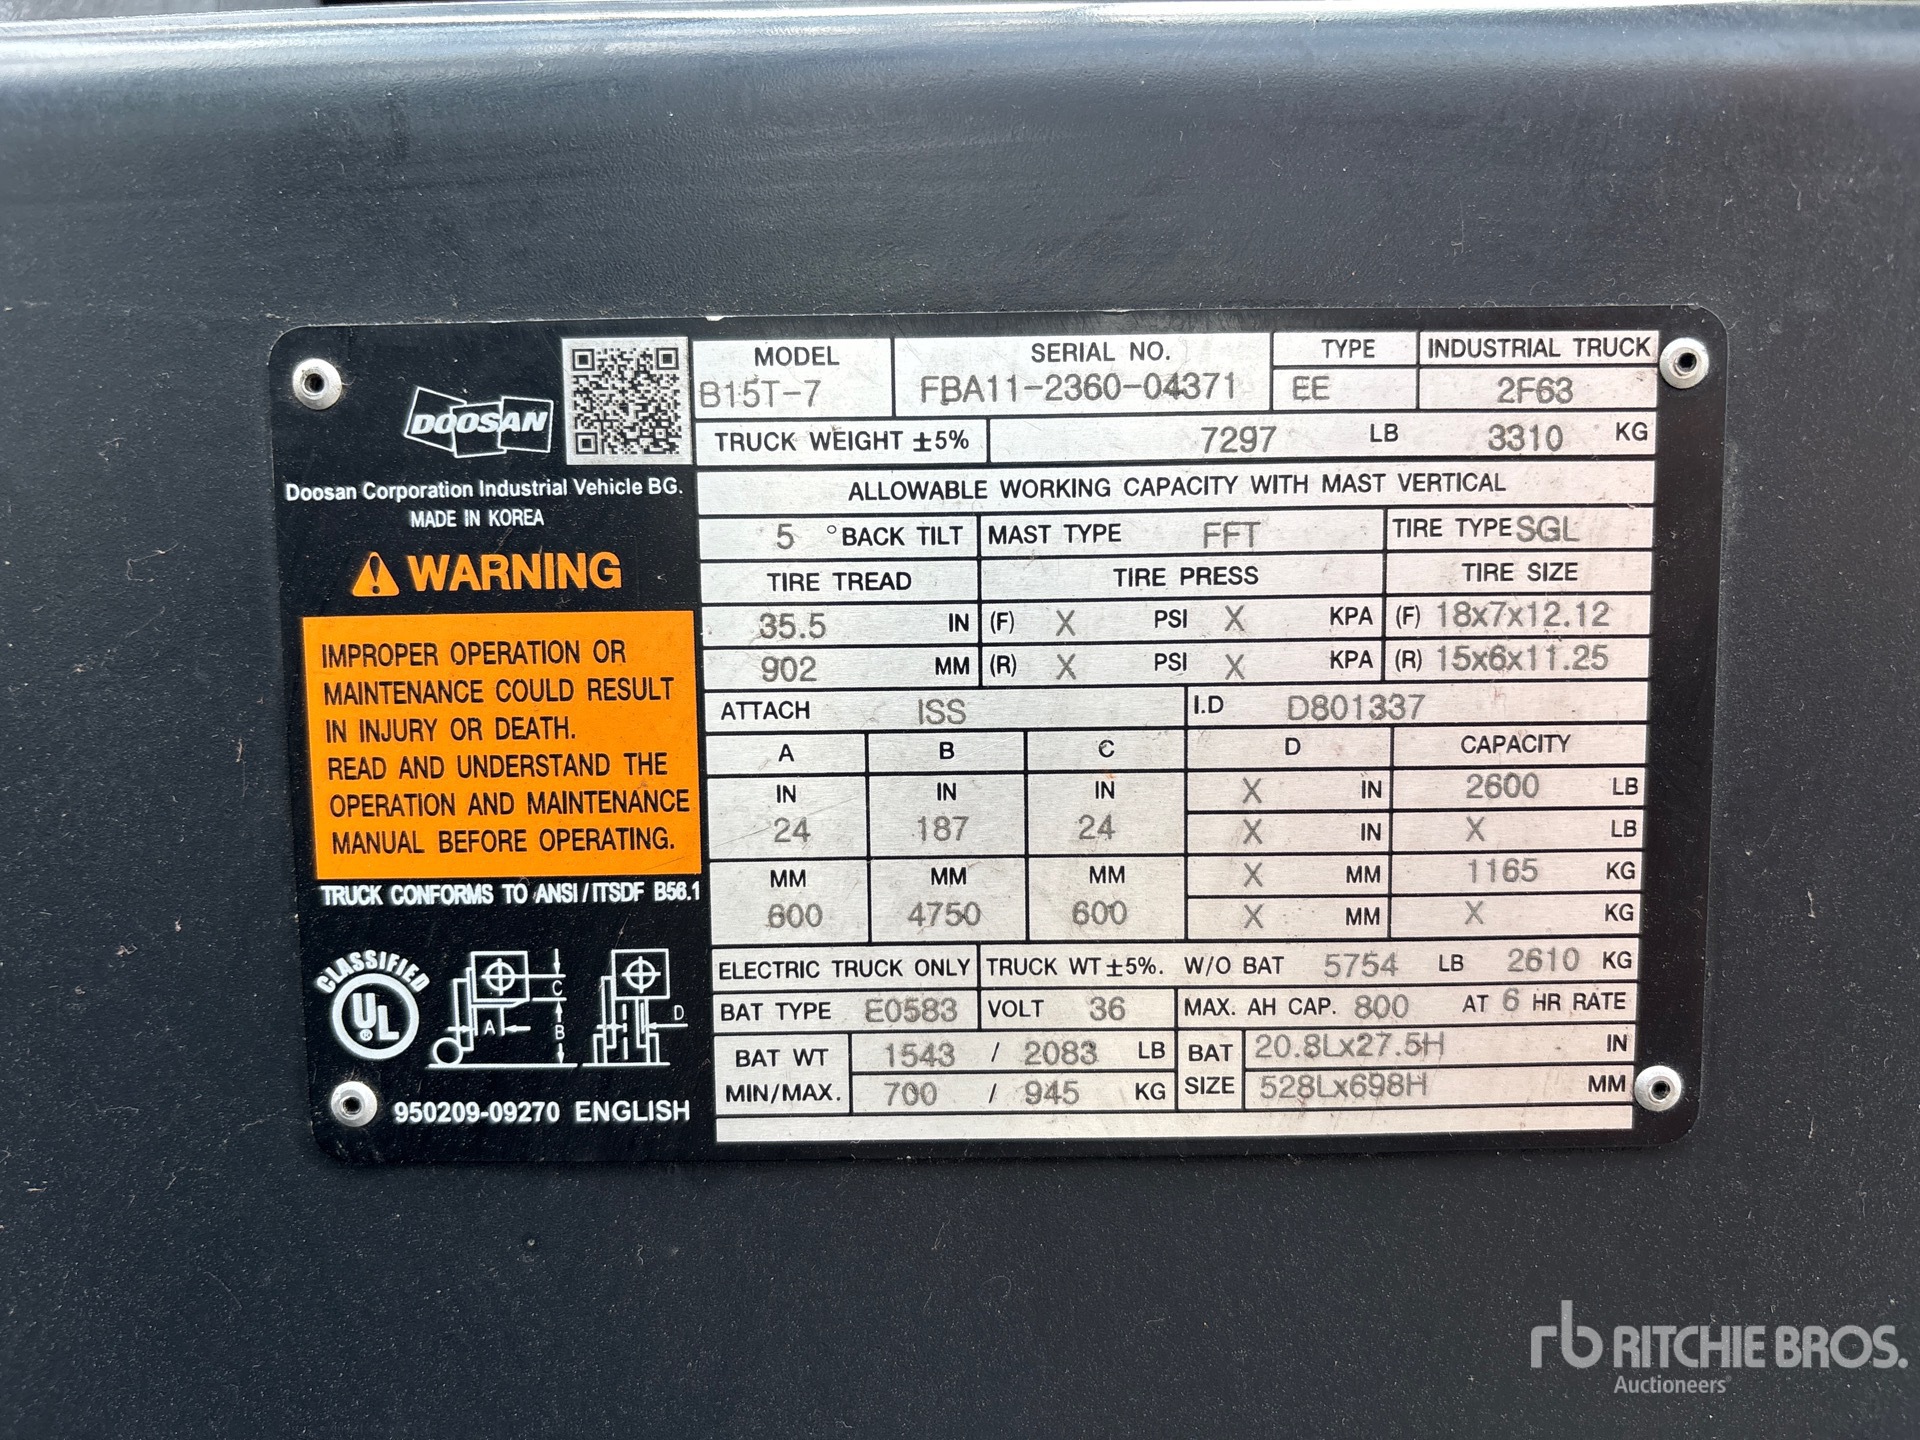 DOOSAN
Doosan Corporation Industrial Vehicle BG.
MADE IN KOREA
WARNING
IMPROPER OPERATION OR
MAINTENANCE COULD RESULT
IN INJURY OR DEATH.
READ AND UNDERSTAND THE
OPERATION AND MAINTENANCE
MANUAL BEFORE OPERATING.
TRUCK CONFORMS TO ANSI/ITSDF B56.1
CLASSIFIED
UL ®
A B C D
950209-09270 ENGLISH
MODEL SERIAL NO. TYPE INDUSTRIAL TRUCK
B15T-7 FBA11-2360-04371 EE 2F63
TRUCK WEIGHT ±5% 7297 LB 3310 KG
ALLOWABLE WORKING CAPACITY WITH MAST VERTICAL
5 °BACK TILT MAST TYPE FFT TIRE TYPE SGL
TIRE TREAD TIRE PRESS TIRE SIZE
35.5 IN (F) X PSI X KPA (F) 18x7x12.12
902 MM (R) X PSI X KPA (R) 15x6x11.25
ATTACH ISS I.D D801337
A B C D CAPACITY
IN IN IN X IN 2600 LB
24 187 24 X IN X LB
MM MM MM X MM 1165 KG
600 4750 600 X MM X KG
ELECTRIC TRUCK ONLY TRUCK WT ±5%. W/O BAT 5754 LB 2610 KG
BAT TYPE E0583 VOLT 36 MAX. AH CAP. 800 AT 6 HR RATE
BAT WT 1543 / 2083 LB BAT 20.8Lx27.5H IN
MIN/MAX. 700 / 945 KG SIZE 528Lx698H MM
rb RITCHIE BROS.
Auctioneers